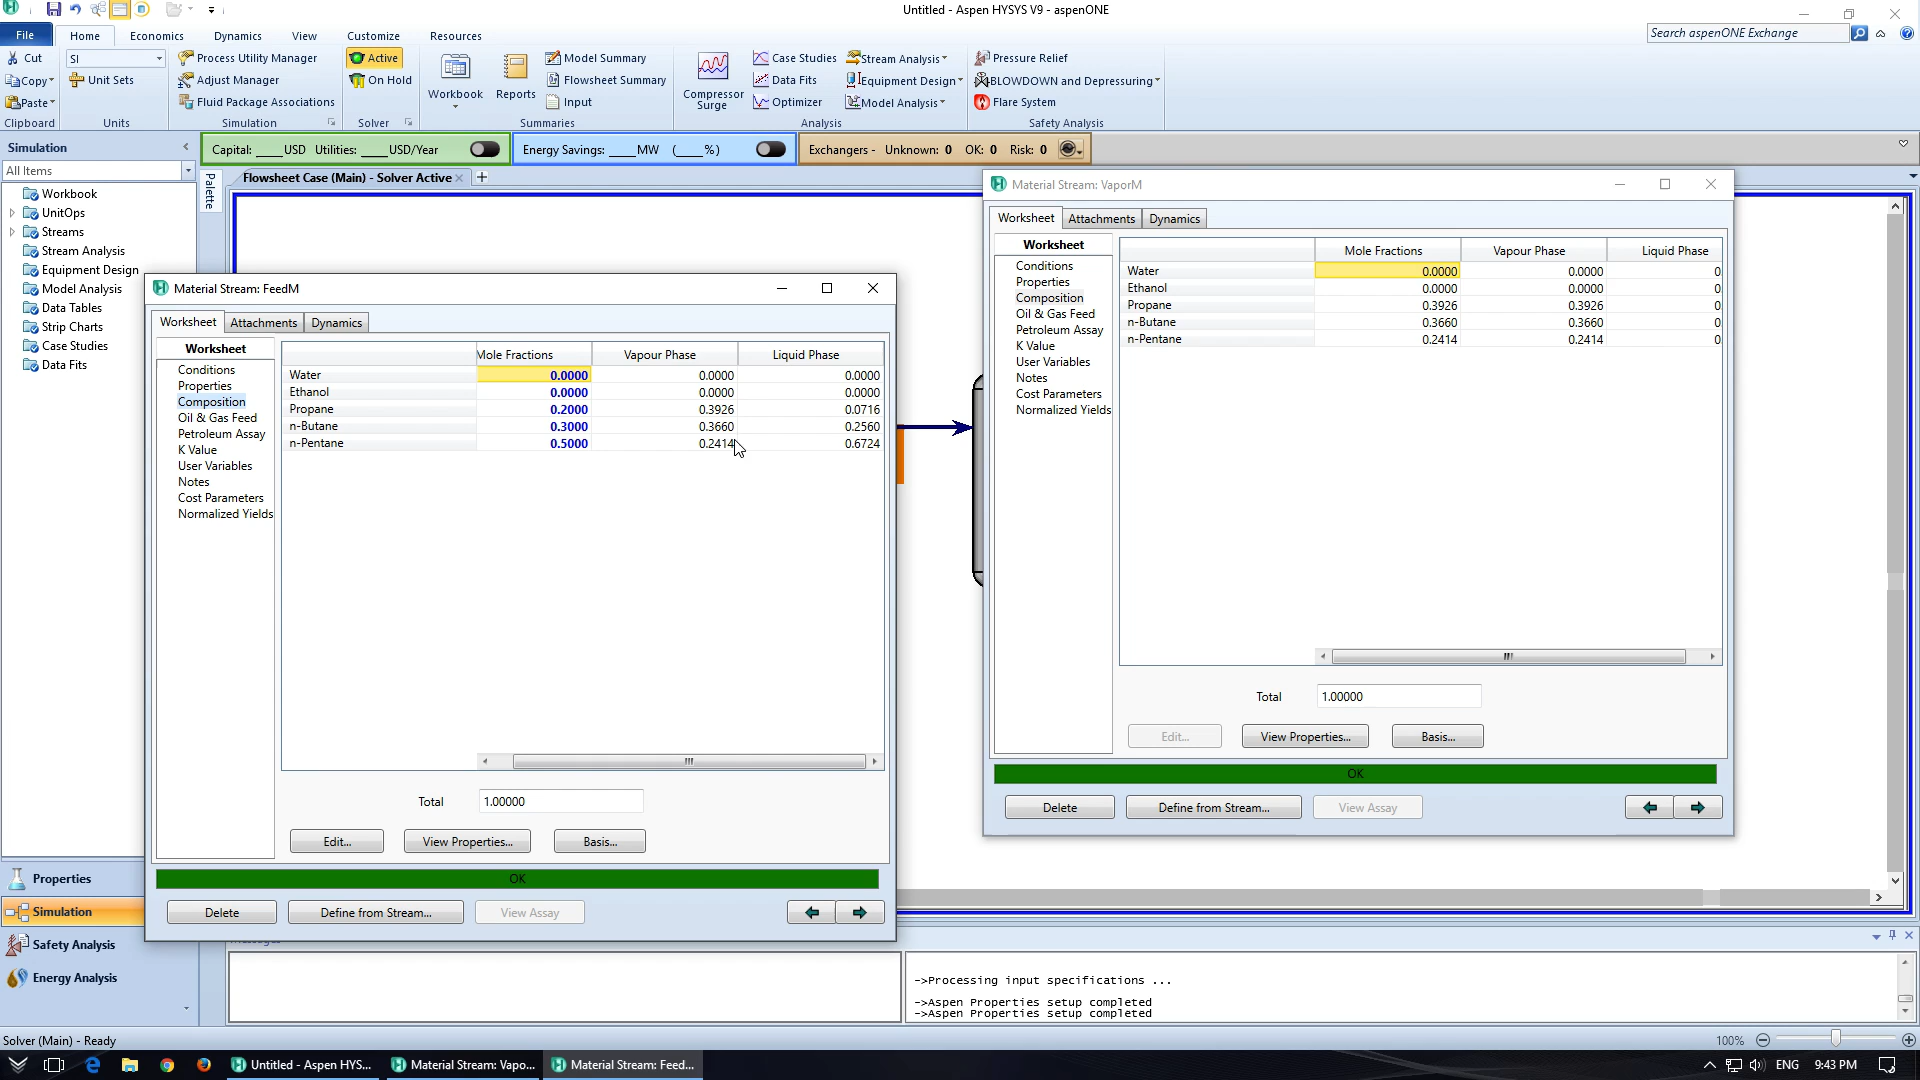 Untitled - Aspen HYSYS V9 - aspenONE
File Home Economics Dynamics View Customize Resources
Search aspenONE Exchange
Cut
Copy
Paste
Clipboard
SI
Unit Sets
Units
Process Utility Manager
Adjust Manager
Fluid Package Associations
Simulation
Active
On Hold
Solver
Workbook
Reports
Model Summary
Flowsheet Summary
Input
Summaries
Compressor
Surge
Case Studies
Data Fits
Optimizer
Stream Analysis
Equipment Design
Model Analysis
Analysis
Pressure Relief
BLOWDOWN and Depressuring
Flare System
Safety Analysis
Simulation
All Items
Capital: ____USD Utilities: ____USD/Year
Energy Savings: ____MW (____%)
Exchangers - Unknown: 0 OK: 0 Risk: 0
Palette
Flowsheet Case (Main) - Solver Active
Workbook
UnitOps
Streams
Stream Analysis
Equipment Design
Model Analysis
Data Tables
Strip Charts
Case Studies
Data Fits
Properties
Simulation
Safety Analysis
Energy Analysis
Material Stream: FeedM
Worksheet Attachments Dynamics
Worksheet
Conditions
Properties
Composition
Oil & Gas Feed
Petroleum Assay
K Value
User Variables
Notes
Cost Parameters
Normalized Yields
Mole Fractions Vapour Phase Liquid Phase
Water 0.0000 0.0000 0.0000
Ethanol 0.0000 0.0000 0.0000
Propane 0.2000 0.3926 0.0716
n-Butane 0.3000 0.3660 0.2560
n-Pentane 0.5000 0.2414 0.6724
Total 1.00000
Edit... View Properties... Basis...
OK
Delete Define from Stream... View Assay
Material Stream: VaporM
Worksheet Attachments Dynamics
Worksheet
Conditions
Properties
Composition
Oil & Gas Feed
Petroleum Assay
K Value
User Variables
Notes
Cost Parameters
Normalized Yields
Mole Fractions Vapour Phase Liquid Phase
Water 0.0000 0.0000 0
Ethanol 0.0000 0.0000 0
Propane 0.3926 0.3926 0
n-Butane 0.3660 0.3660 0
n-Pentane 0.2414 0.2414 0
Total 1.00000
Edit... View Properties... Basis...
OK
Delete Define from Stream... View Assay
->Processing input specifications ...
->Aspen Properties setup completed
->Aspen Properties setup completed
Solver (Main) - Ready
100%
Untitled - Aspen HYS...
Material Stream: Vapo...
Material Stream: Feed...
ENG 9:43 PM